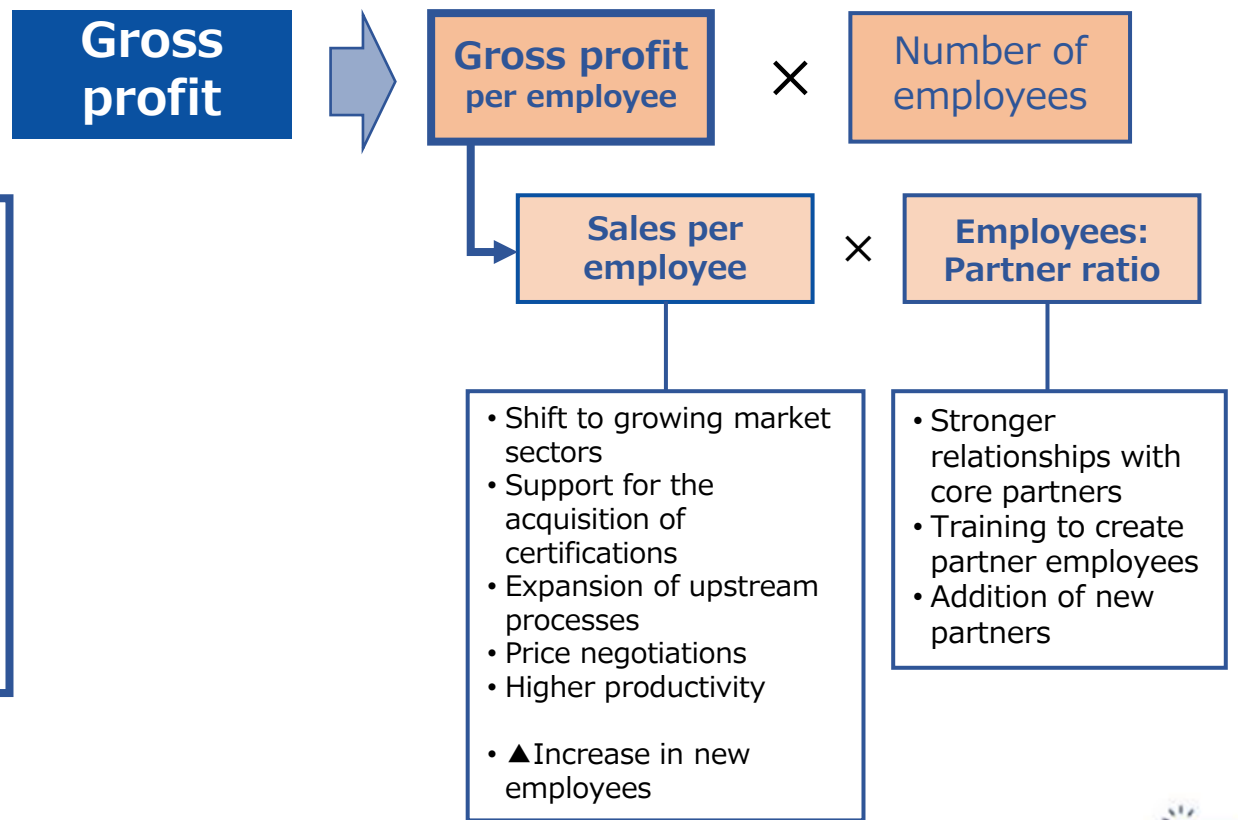 Gross
profit
Gross profit
per employee
×
Number of
employees
Sales per
employee
×
Employees:
Partner ratio
• Shift to growing market
sectors
• Support for the
acquisition of
certifications
• Expansion of upstream
processes
• Price negotiations
• Higher productivity
• ▲Increase in new
employees
• Stronger
relationships with
core partners
• Training to create
partner employees
• Addition of new
partners